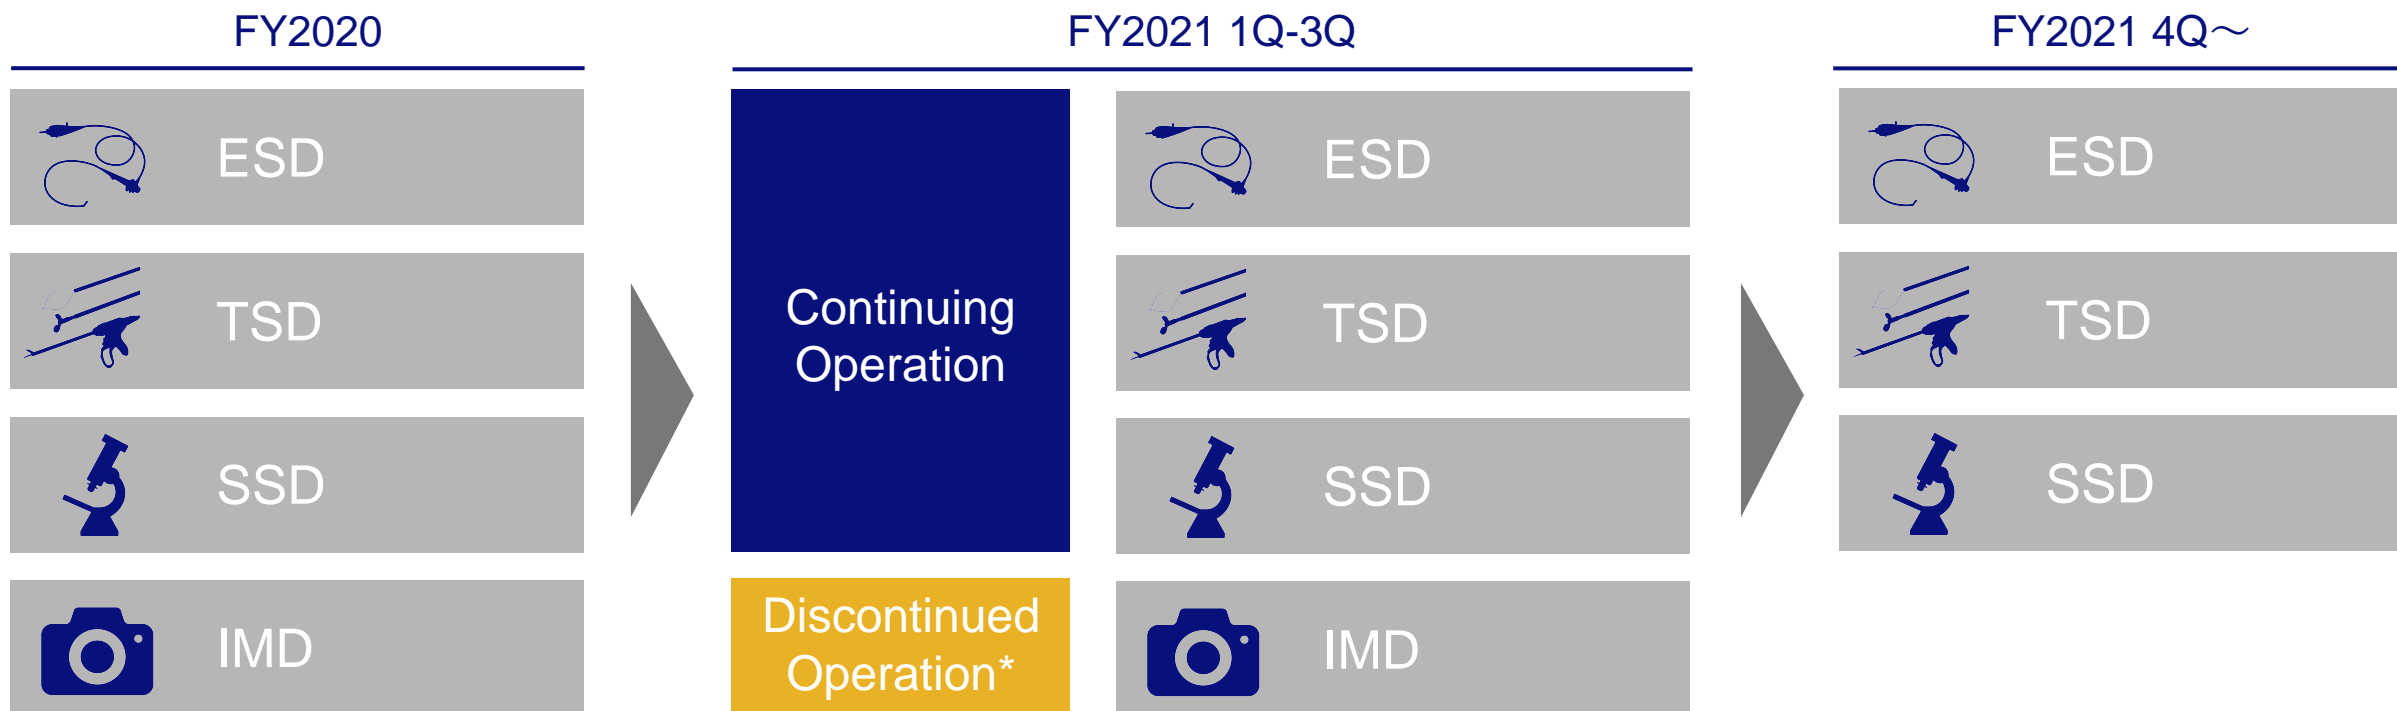 FY2020
FY2021 1Q-3Q
FY2021 4Q～
ESD
TSD
SSD
IMD
Continuing
Operation
Discontinued
Operation*
ESD
TSD
SSD
IMD
ESD
TSD
SSD